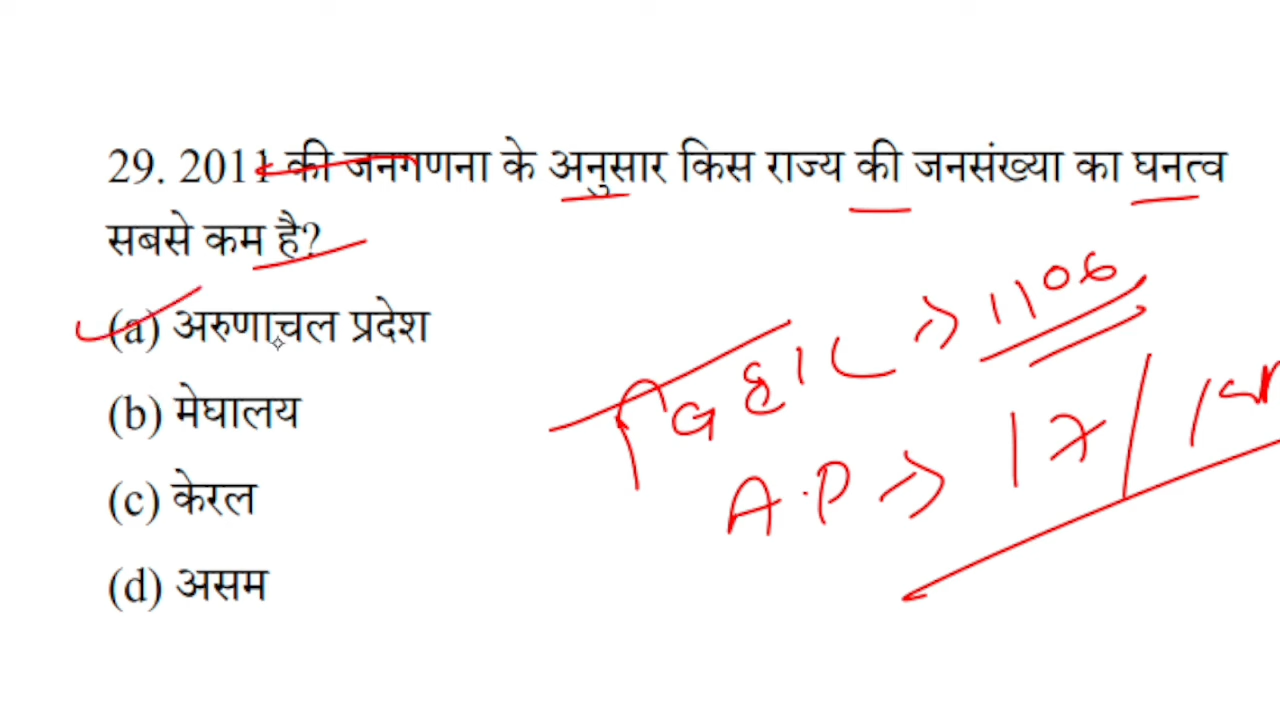 29. 2011 की जनगणना के अनुसार किस राज्य की जनसंख्या का घनत्व
सबसे कम है?
(a) अरुणाचल प्रदेश
(b) मेघालय
(c) केरल
(d) असम
बिहार → 1106
A.P → 17 /